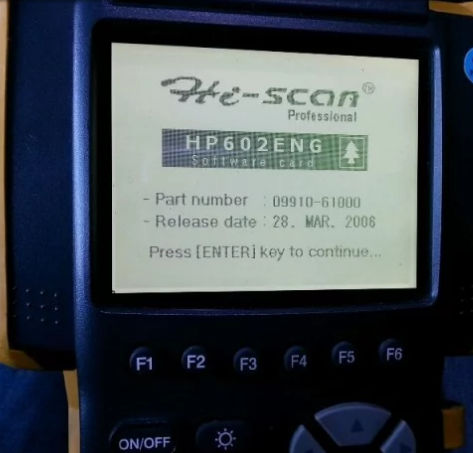 Hi-scan®
Professional
HP602ENG
Software card
- Part number : 09910-61000
- Release date : 28. MAR. 2006
Press [ENTER] key to continue...
F1 F2 F3 F4 F5 F6
ON/OFF